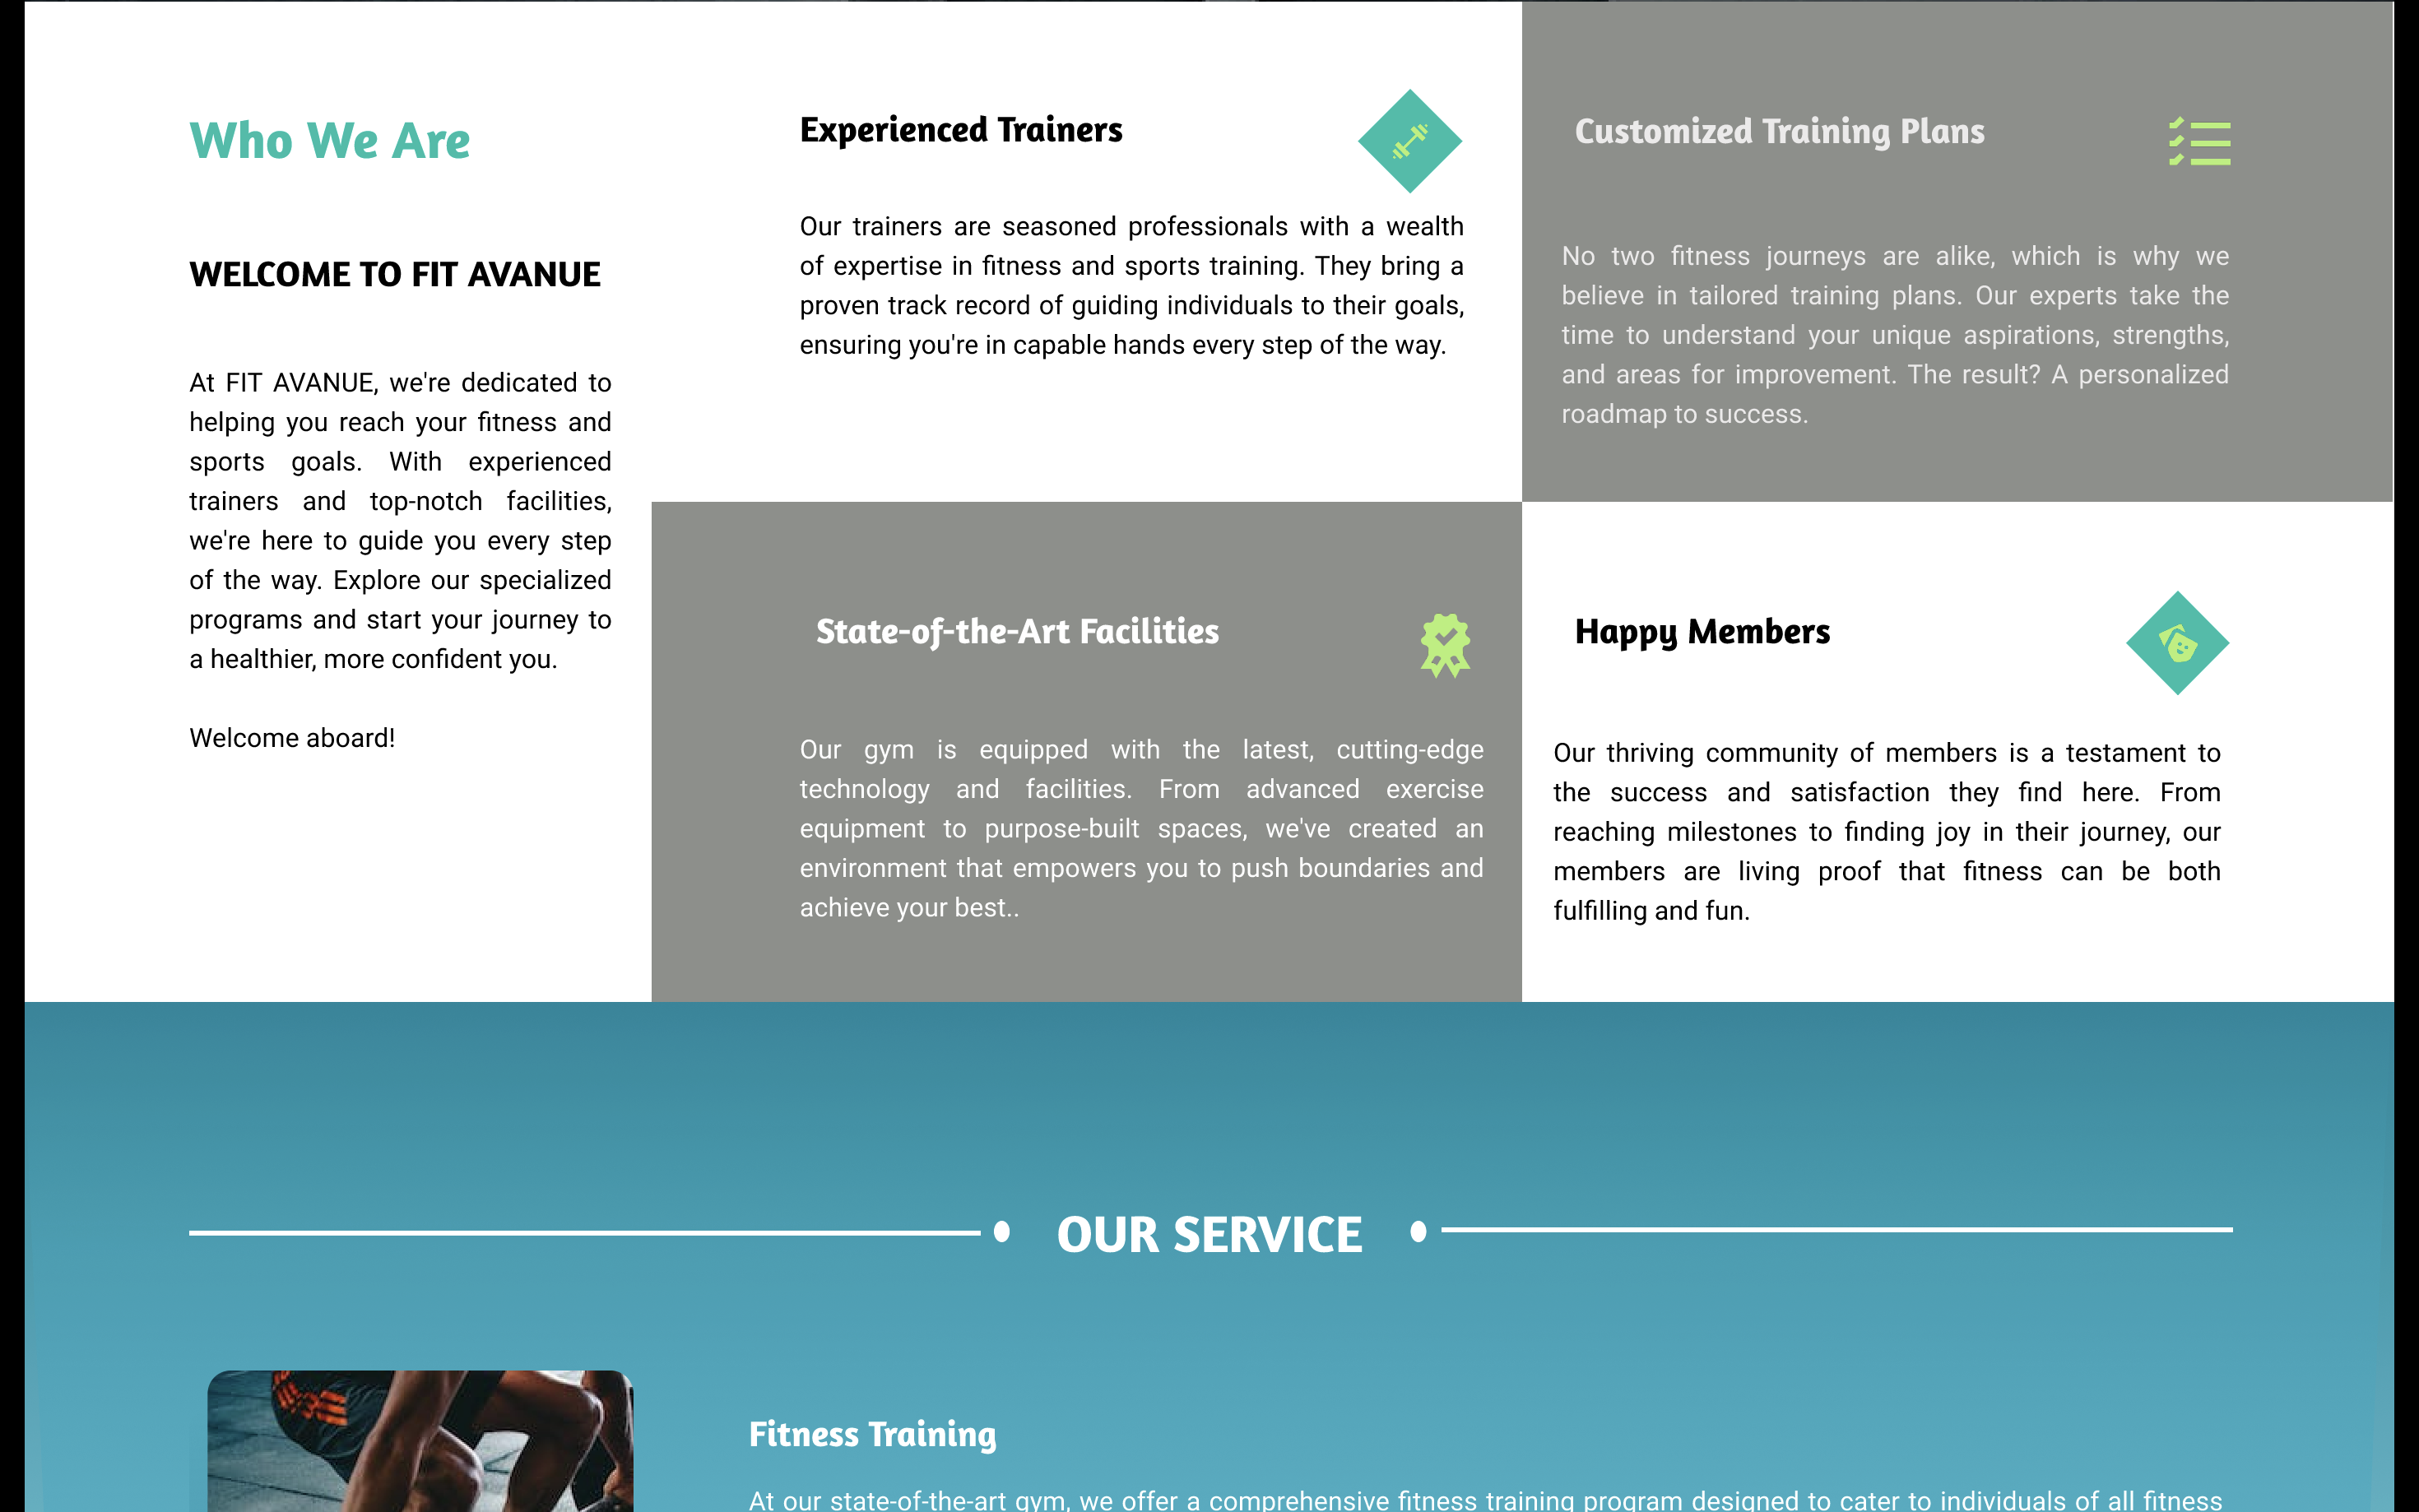 Who We Are
WELCOME TO FIT AVANUE
At FIT AVANUE, we're dedicated to
helping you reach your fitness and
sports goals. With experienced
trainers and top-notch facilities,
we're here to guide you every step
of the way. Explore our specialized
programs and start your journey to
a healthier, more confident you.
Welcome aboard!
Experienced Trainers
Our trainers are seasoned professionals with a wealth
of expertise in fitness and sports training. They bring a
proven track record of guiding individuals to their goals,
ensuring you're in capable hands every step of the way.
Customized Training Plans
No two fitness journeys are alike, which is why we
believe in tailored training plans. Our experts take the
time to understand your unique aspirations, strengths,
and areas for improvement. The result? A personalized
roadmap to success.
State-of-the-Art Facilities
Our gym is equipped with the latest, cutting-edge
technology and facilities. From advanced exercise
equipment to purpose-built spaces, we've created an
environment that empowers you to push boundaries and
achieve your best..
Happy Members
Our thriving community of members is a testament to
the success and satisfaction they find here. From
reaching milestones to finding joy in their journey, our
members are living proof that fitness can be both
fulfilling and fun.
OUR SERVICE
Fitness Training
At our state-of-the-art gym, we offer a comprehensive fitness training program designed to cater to individuals of all fitness